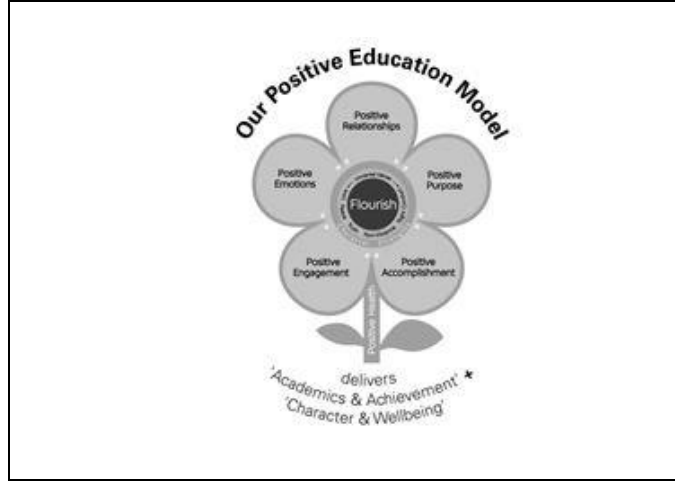 Our Positive Education Model
Positive
Relationships
Positive
Emotions
Positive
Purpose
Flourish
Positive
Engagement
Positive
Accomplishment
Positive Health
delivers
'Academics & Achievement' +
'Character & Wellbeing'